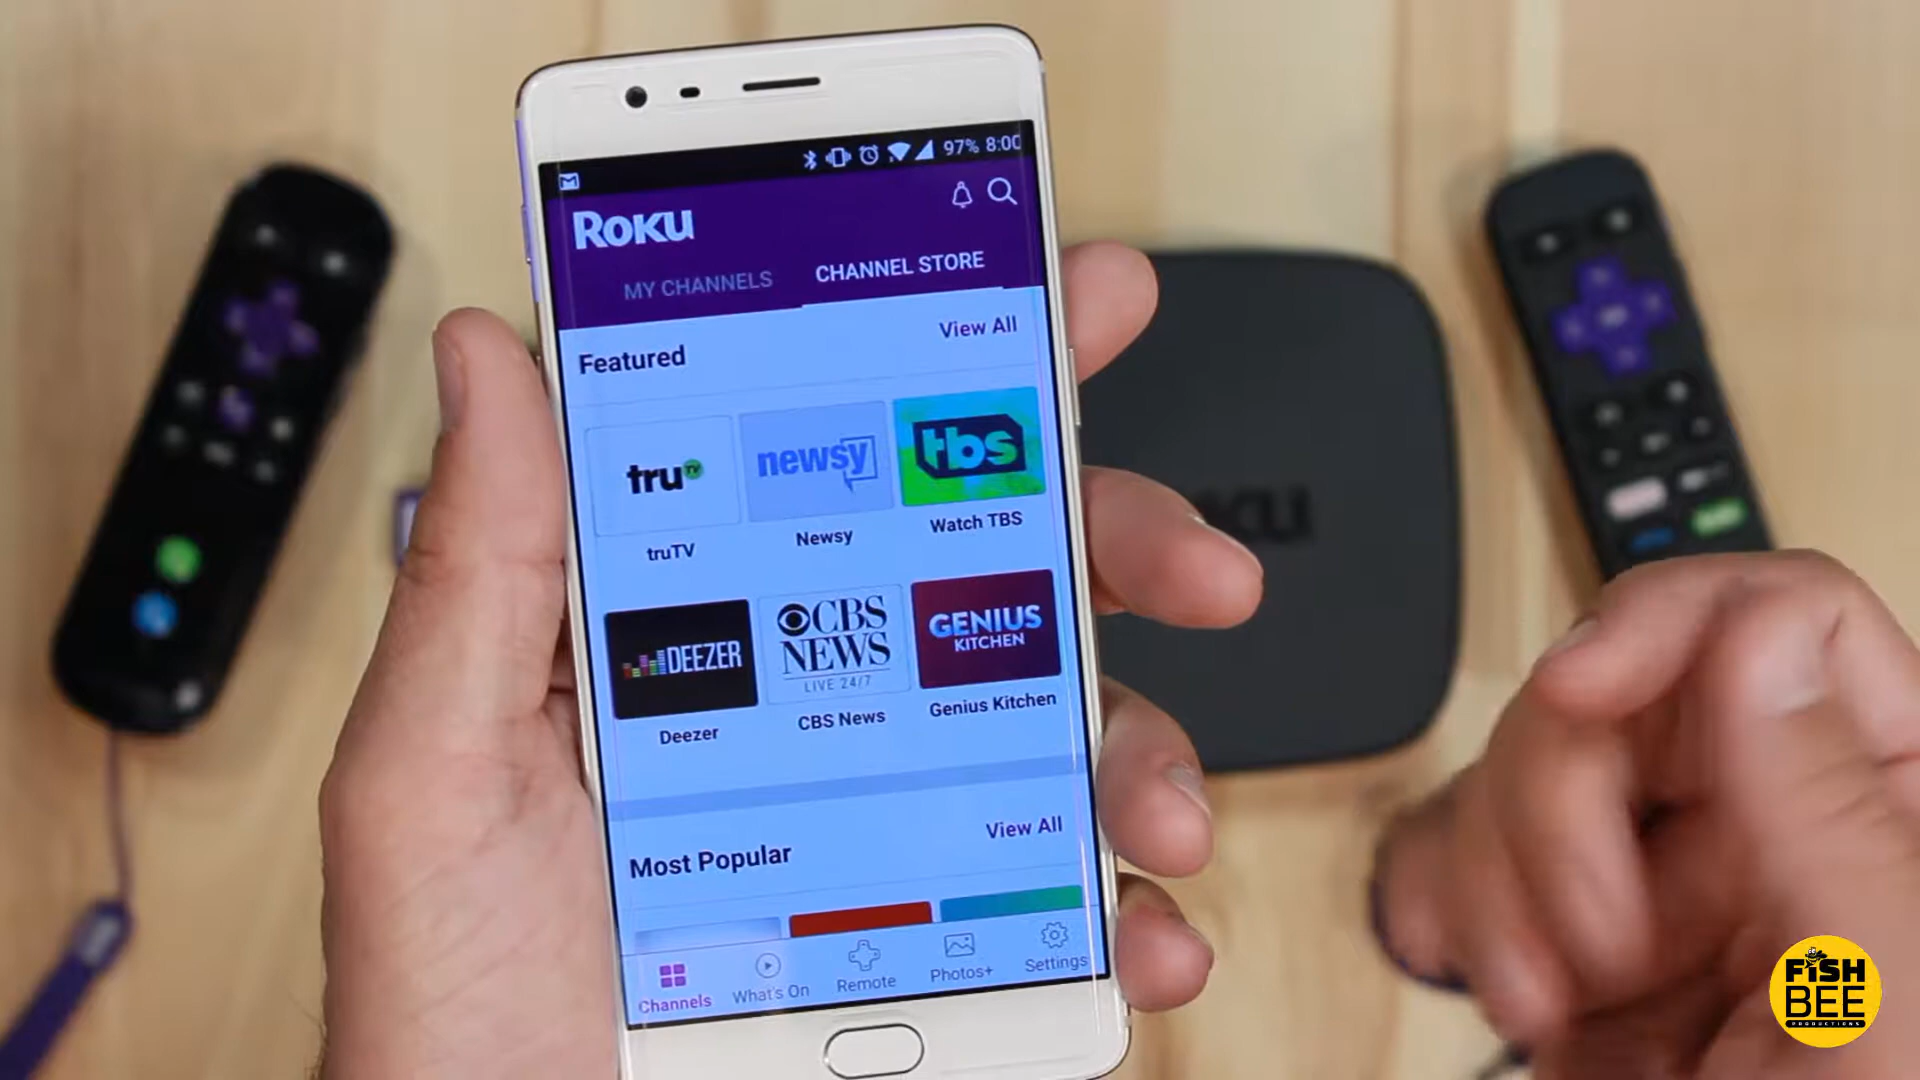 97% 8:00
ROKU
MY CHANNELS
CHANNEL STORE
Featured
View All
truTV
newsy
tbs
truTV
Newsy
Watch TBS
DEEZER
CBS NEWS
LIVE 24/7
GENIUS
KITCHEN
Deezer
CBS News
Genius Kitchen
Most Popular
View All
Channels
What's On
Remote
Photos+
Settings
FISH
BEE
PRODUCTIONS